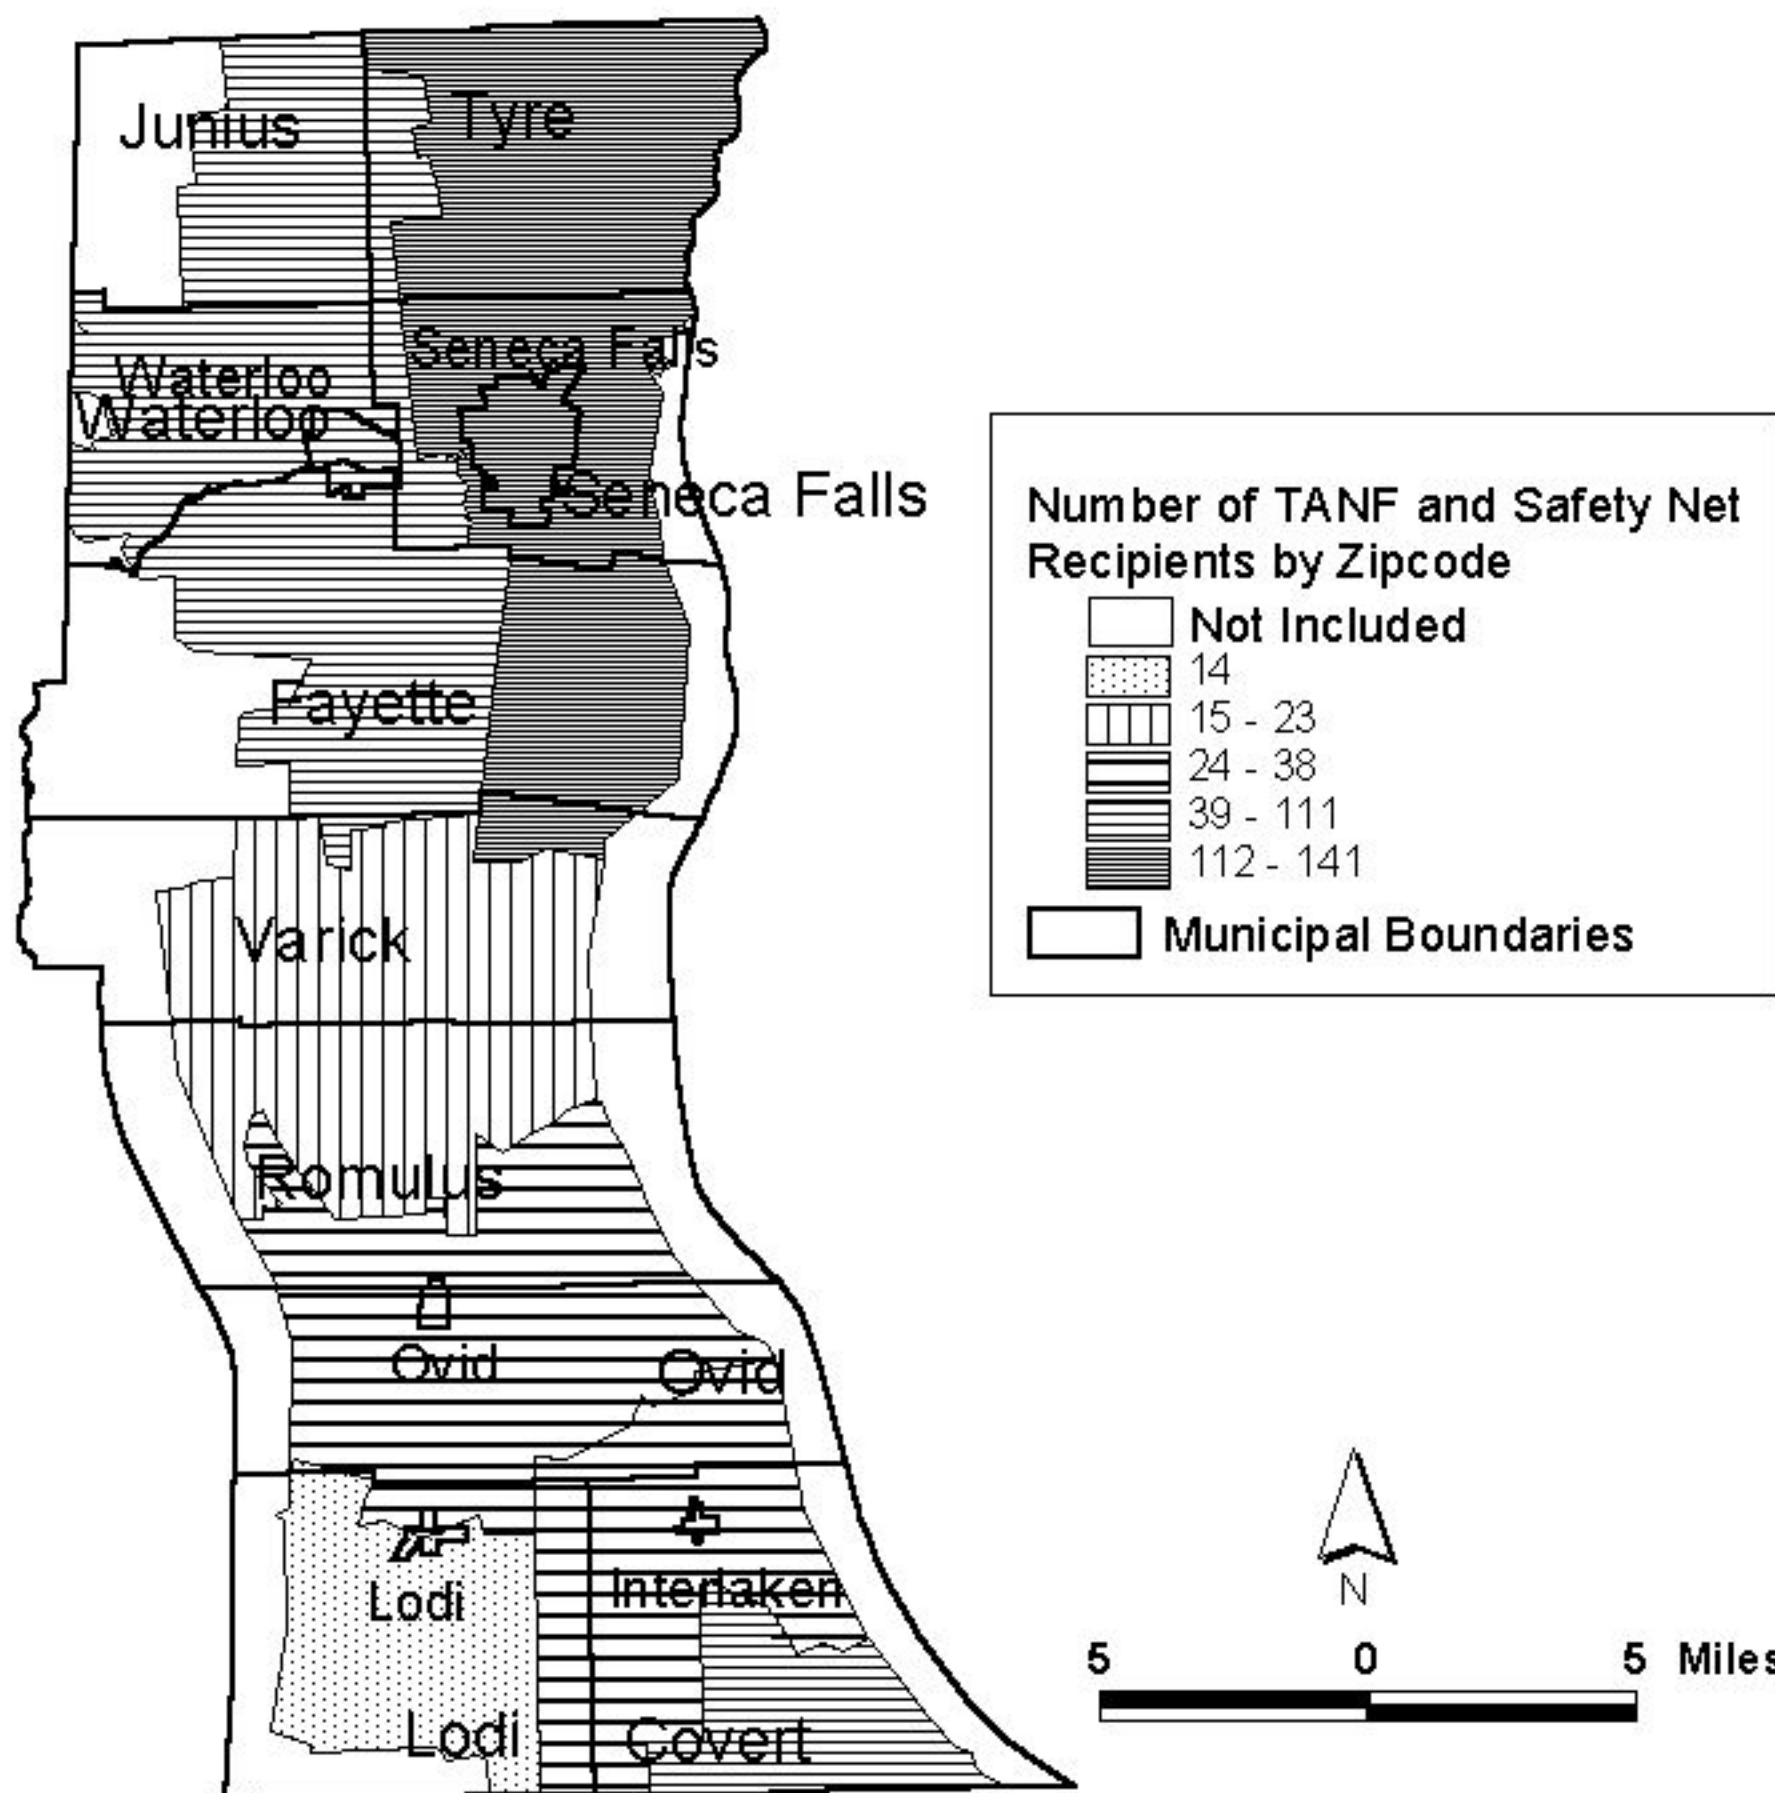 Junius
Tyre
Seneca Falls
Waterloo
Waterloo
Seneca Falls
Fayette
Varick
Romulus
Ovid
Ovid
Lodi
Interlaken
Lodi
Covert
Number of TANF and Safety Net
Recipients by Zipcode
Not Included
14
15 - 23
24 - 38
39 - 111
112 - 141
Municipal Boundaries
N
5 0 5 Miles